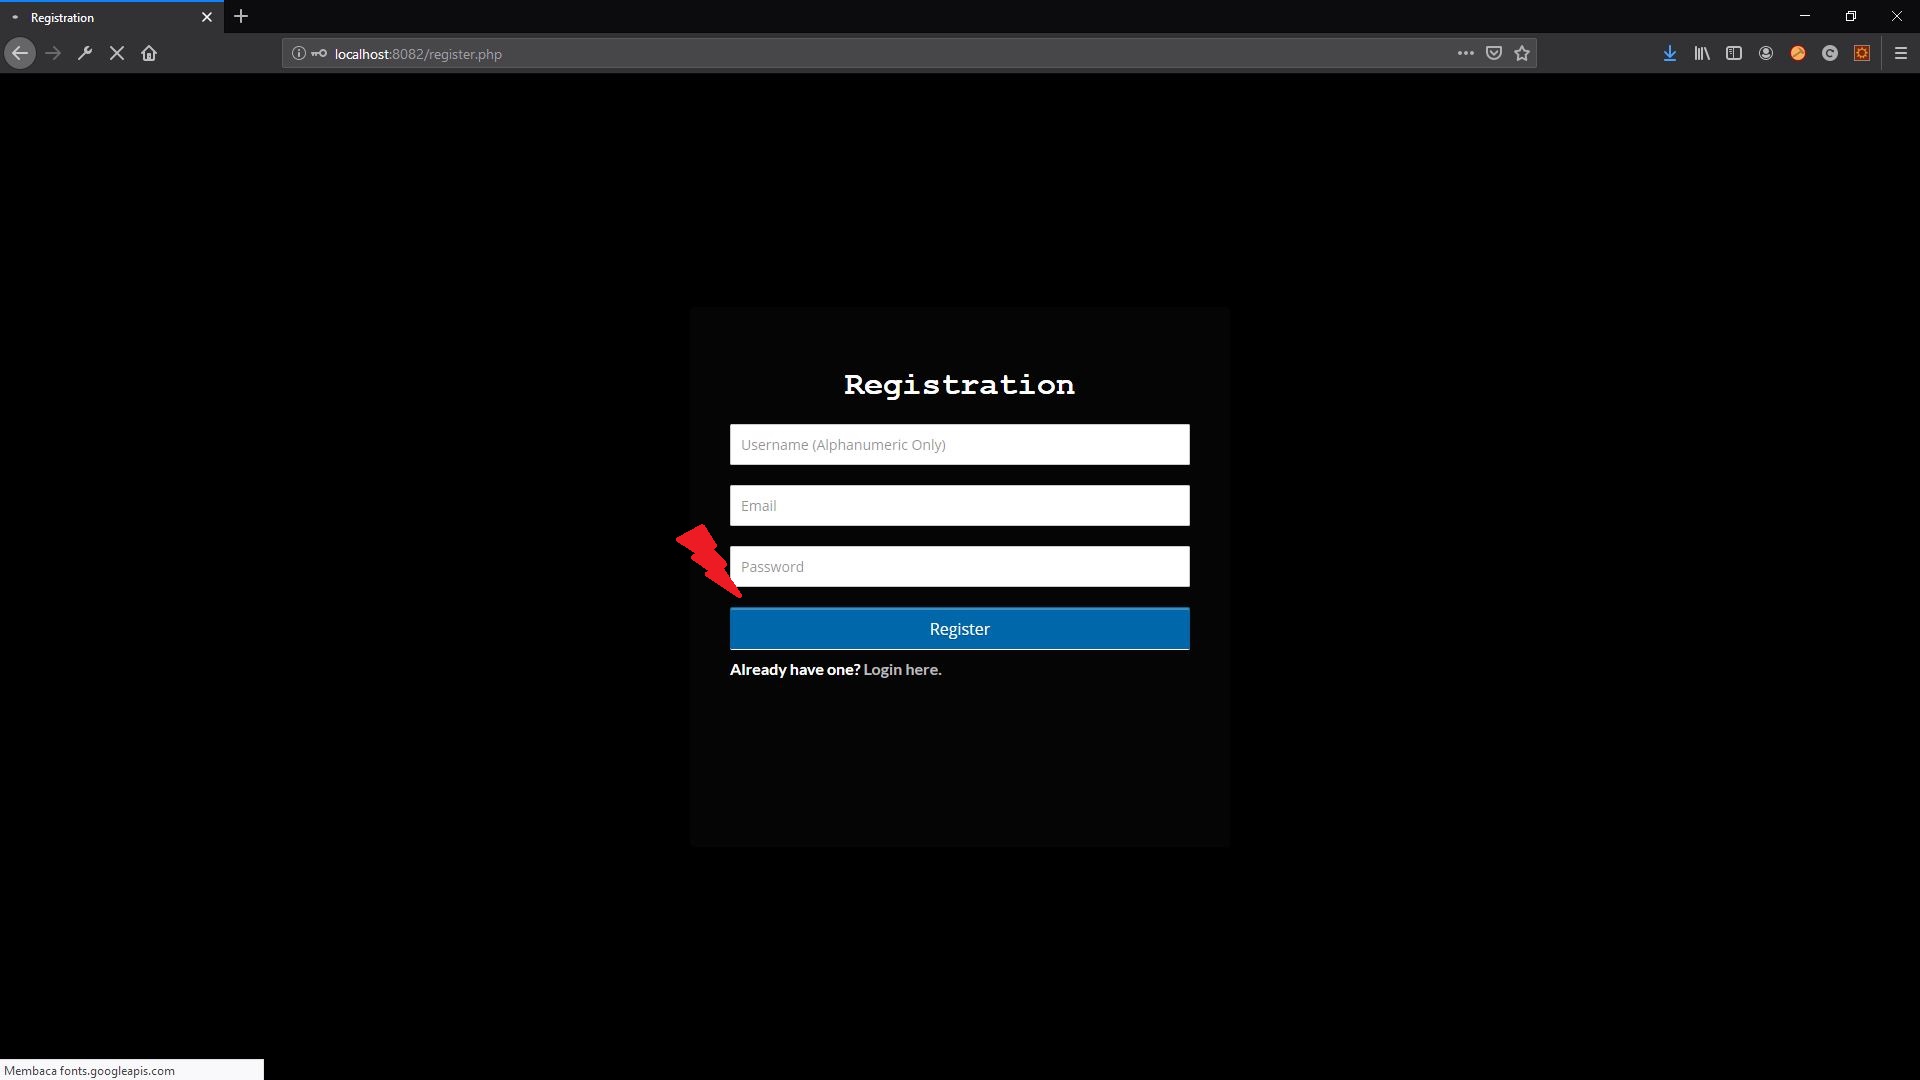 Registration
localhost:8082/register.php
Registration
Username (Alphanumeric Only)
Email
Password
Register
Already have one? Login here.
Membaca fonts.googleapis.com